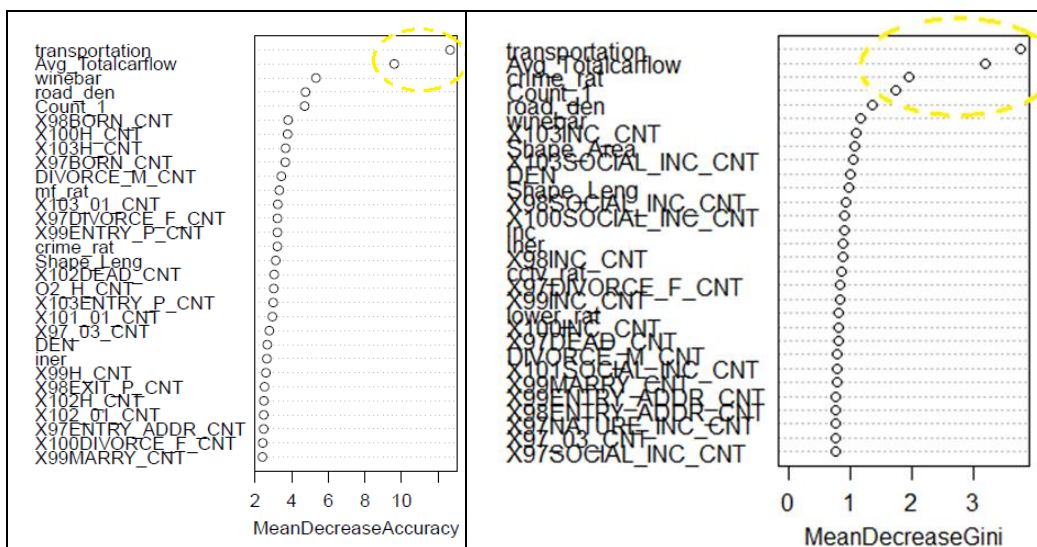 transportation
Avg_Totalcarflow
winebar
road_den
Count_1
X98BORN_CNT
X100H_CNT
X103H_CNT
X97BORN_CNT
DIVORCE_M_CNT
mf_rat
X103_01_CNT
X97DIVORCE_F_CNT
X99ENTRY_P_CNT
crime_rat
Shape_Leng
X102DEAD_CNT
O2_H_CNT
X103ENTRY_P_CNT
X101_01_CNT
X97_03_CNT
DEN
iner
X99H_CNT
X98EXIT_P_CNT
X102H_CNT
X102_01_CNT
X97ENTRY_ADDR_CNT
X100DIVORCE_F_CNT
X99MARRY_CNT
2 4 6 8 10
MeanDecreaseAccuracy
transportation
Avg_Totalcarflow
crime_rat
Count_1
road_den
winebar
X103INC_CNT
Shape_Area
X103SOCIAL_INC_CNT
DEN
Shape_Leng
X98SOCIAL_INC_CNT
X100SOCIAL_INC_CNT
inc
iner
X98INC_CNT
cctv_rat
X97DIVORCE_F_CNT
X99INC_CNT
lower_rat
X100INC_CNT
X97DEAD_CNT
DIVORCE_M_CNT
X101SOCIAL_INC_CNT
X99MARRY_CNT
X99ENTRY_ADDR_CNT
X98ENTRY_ADDR_CNT
X97NATURE_INC_CNT
X97_03_CNT
X97SOCIAL_INC_CNT
0 1 2 3
MeanDecreaseGini